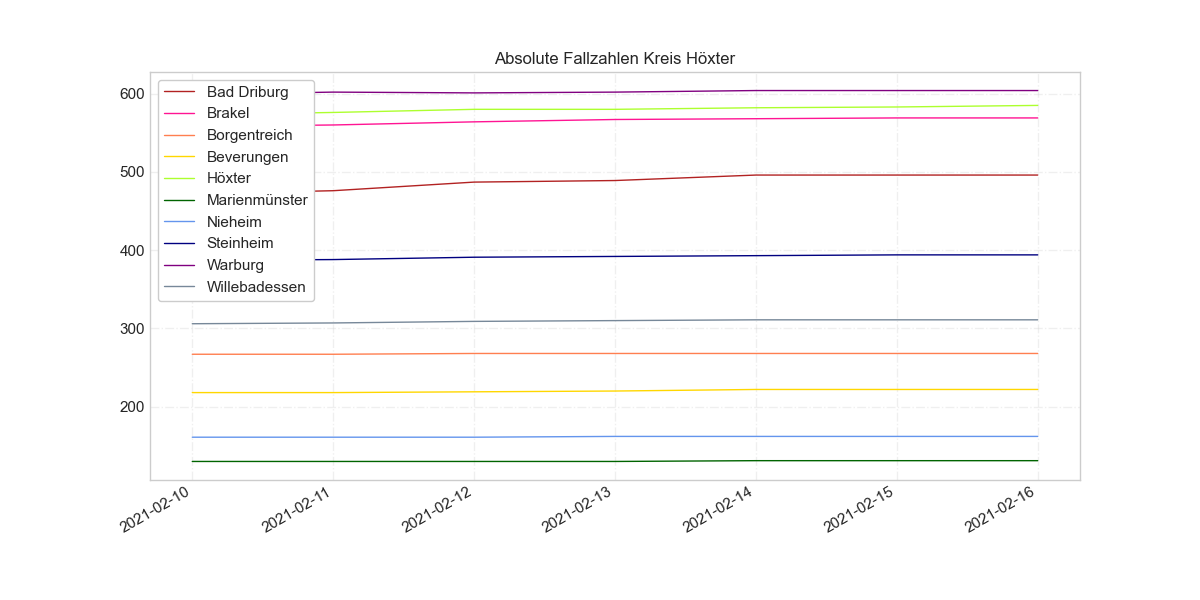 Absolute Fallzahlen Kreis Höxter
600
500
400
300
200
Bad Driburg
Brakel
Borgentreich
Beverungen
Höxter
Marienmünster
Nieheim
Steinheim
Warburg
Willebadessen
2021-02-10
2021-02-11
2021-02-12
2021-02-13
2021-02-14
2021-02-15
2021-02-16